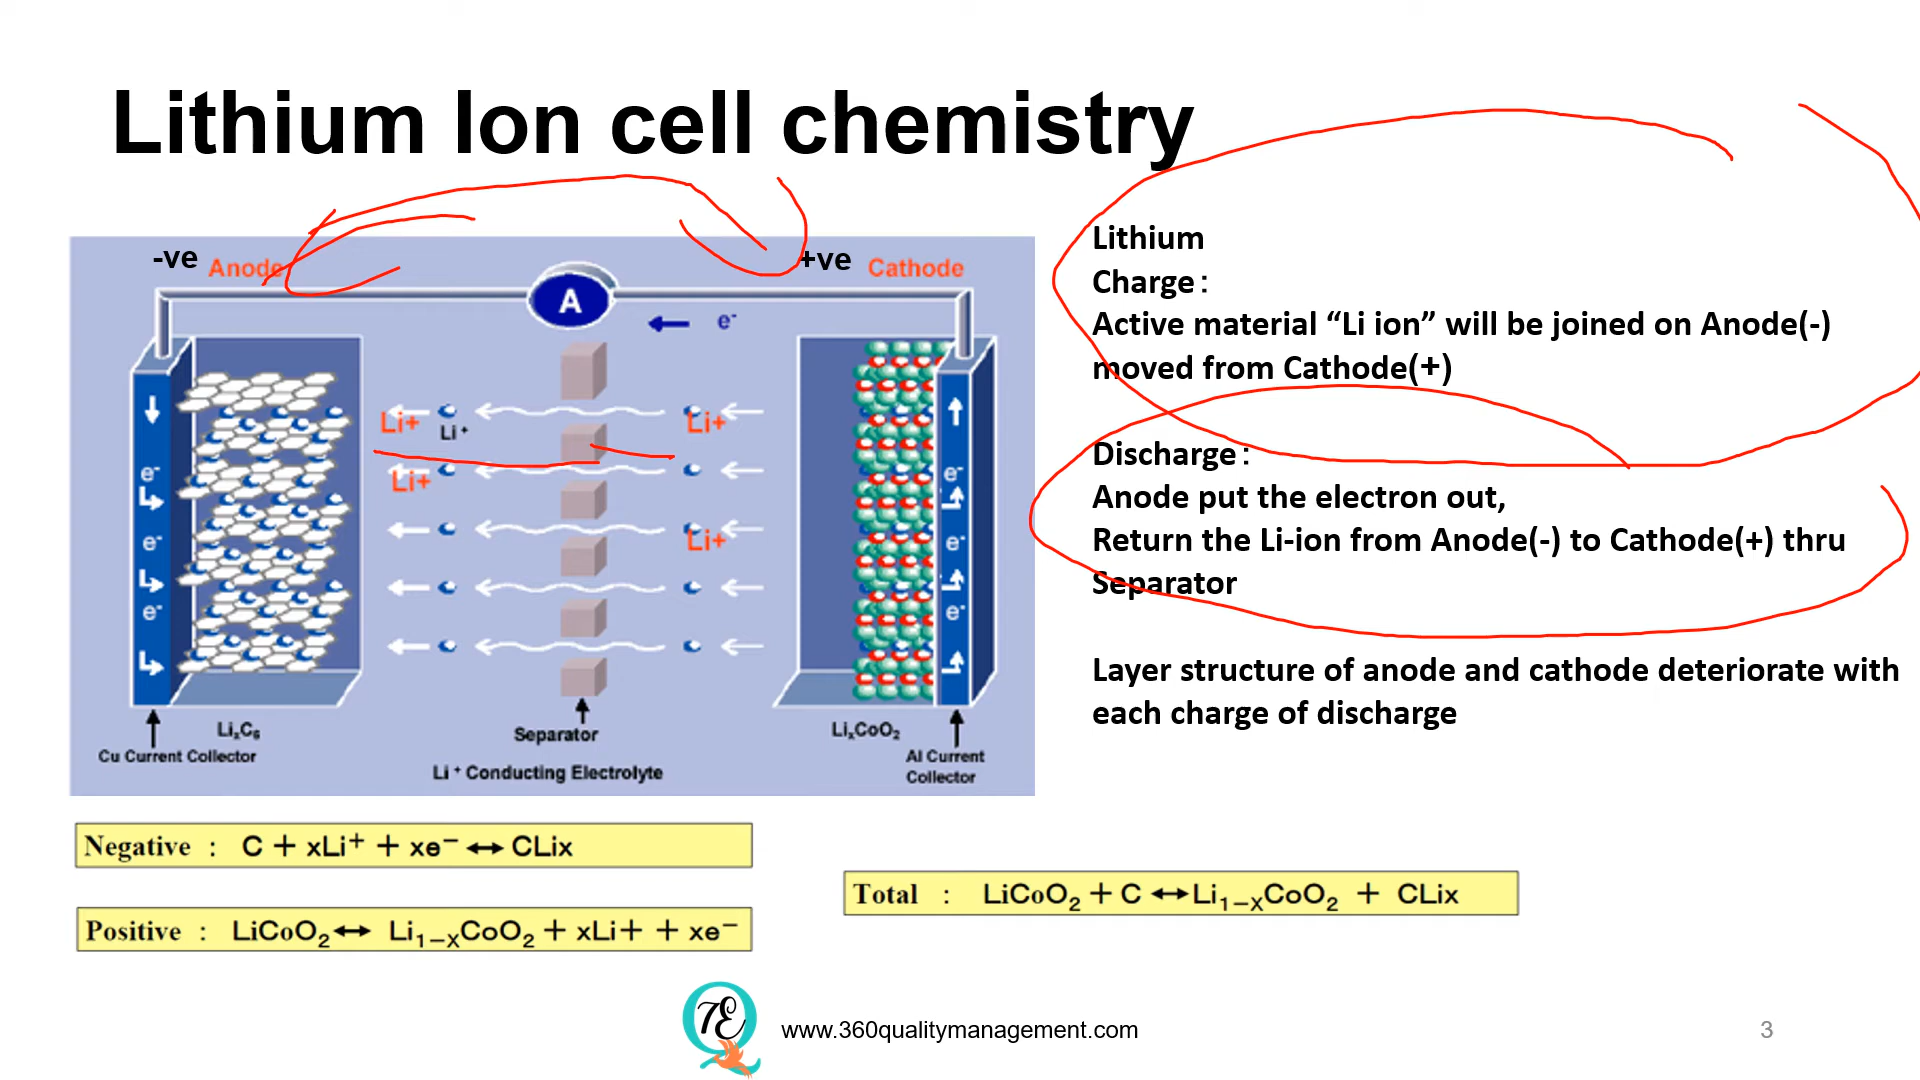 Lithium Ion cell chemistry
-ve
Anode
+ve
Cathode
A
e-
Li+
Li+
Li+
Li+
Li+
e-
e-
e-
e-
e-
e-
LixC6
Cu Current Collector
Separator
Li + Conducting Electrolyte
LixCoO2
Al Current
Collector
Lithium
Charge:
Active material “Li ion” will be joined on Anode(-)
moved from Cathode(+)
Discharge:
Anode put the electron out,
Return the Li-ion from Anode(-) to Cathode(+) thru
Separator
Layer structure of anode and cathode deteriorate with
each charge of discharge
Negative : C + xLi+ + xe− ↔ CLix
Positive : LiCoO2 ↔ Li1−XCoO2 + xLi+ + xe−
Total : LiCoO2 + C ↔ Li1−XCoO2 + CLix
7E
www.360qualitymanagement.com
3